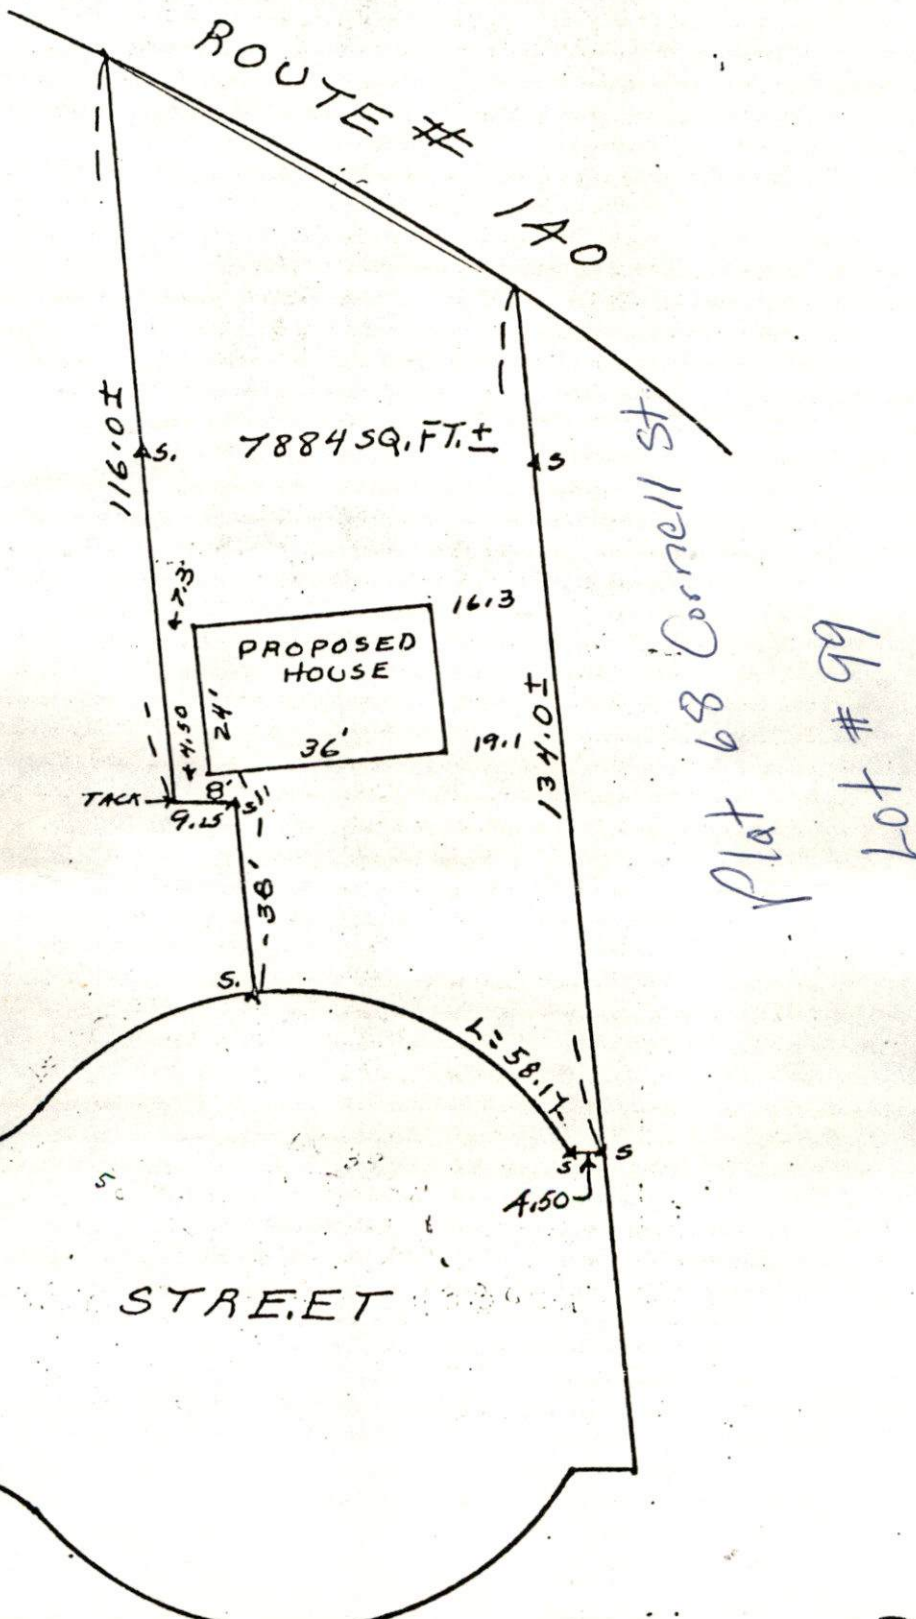 ROUTE # 140
116.0 ±
S.
7884 SQ. FT. ±
S
7.3
16.3
PROPOSED
HOUSE
24'
4.50
36'
19.1
134.0 ±
8'
TACK
S
9.15
38'
S.
L = 58.17
S
S
4.50
STREET
Plat 68 Cornell St
Lot # 99